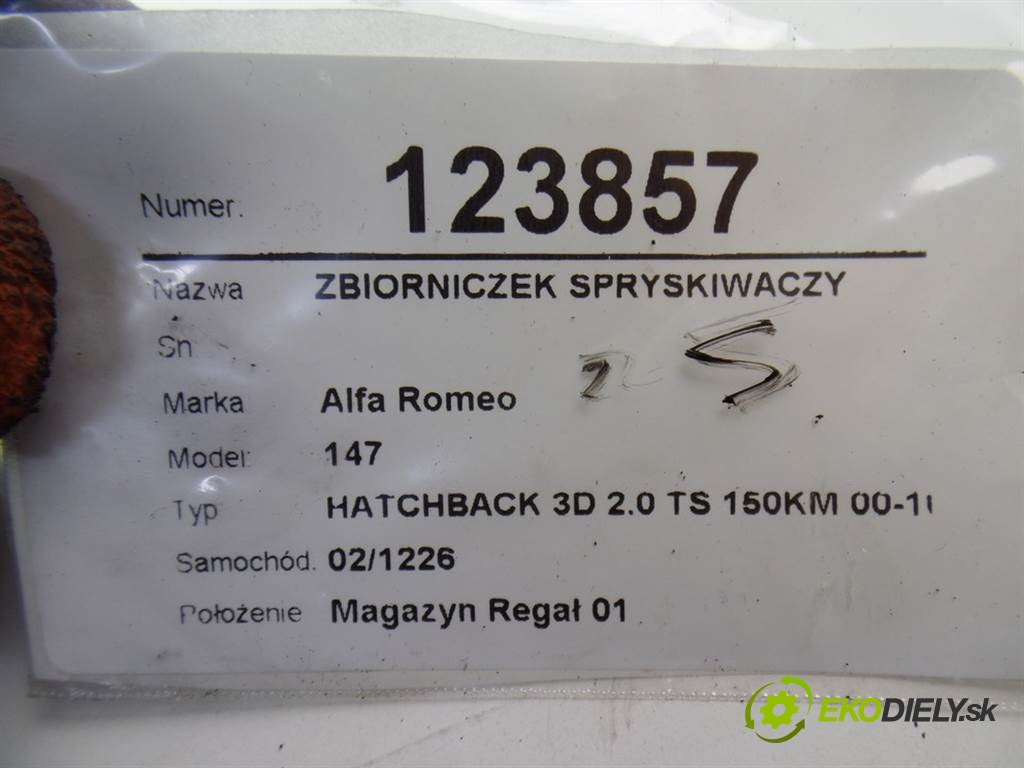 Numer. 123857
Nazwa ZBIORNICZEK SPRYSKIWACZY
Sn
Marka Alfa Romeo
Model: 147
Typ HATCHBACK 3D 2.0 TS 150KM 00-1
Samochód. 02/1226
Położenie Magazyn Regał 01
EKODIELY.sk